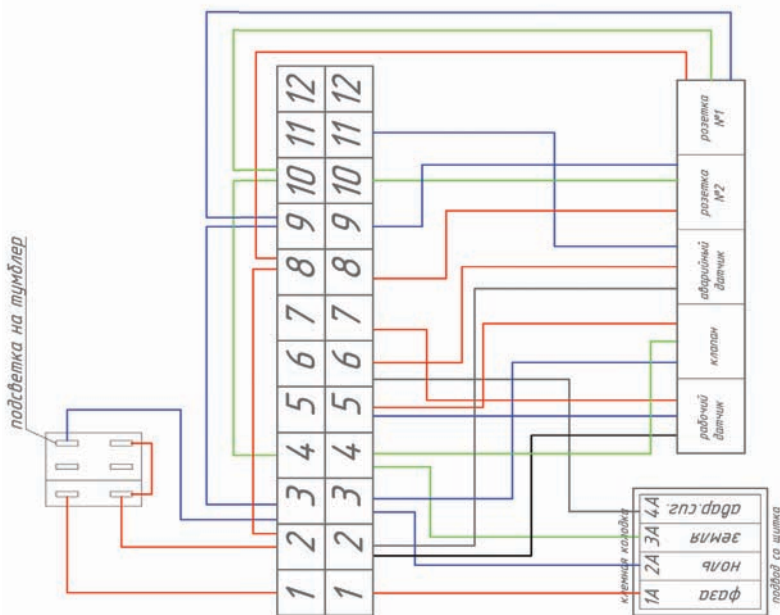 подсветка на тумблер
12 12
11 11
10 10
9 9
8 8
7 7
6 6
5 5
4 4
3 3
2 2
1 1
розетка
№1
розетка
№2
аварийный
датчик
клапан
рабочий
датчик
клемная колодка
4А авар.сиг.
3А земля
2А ноль
1А фаза
подвод со щитка